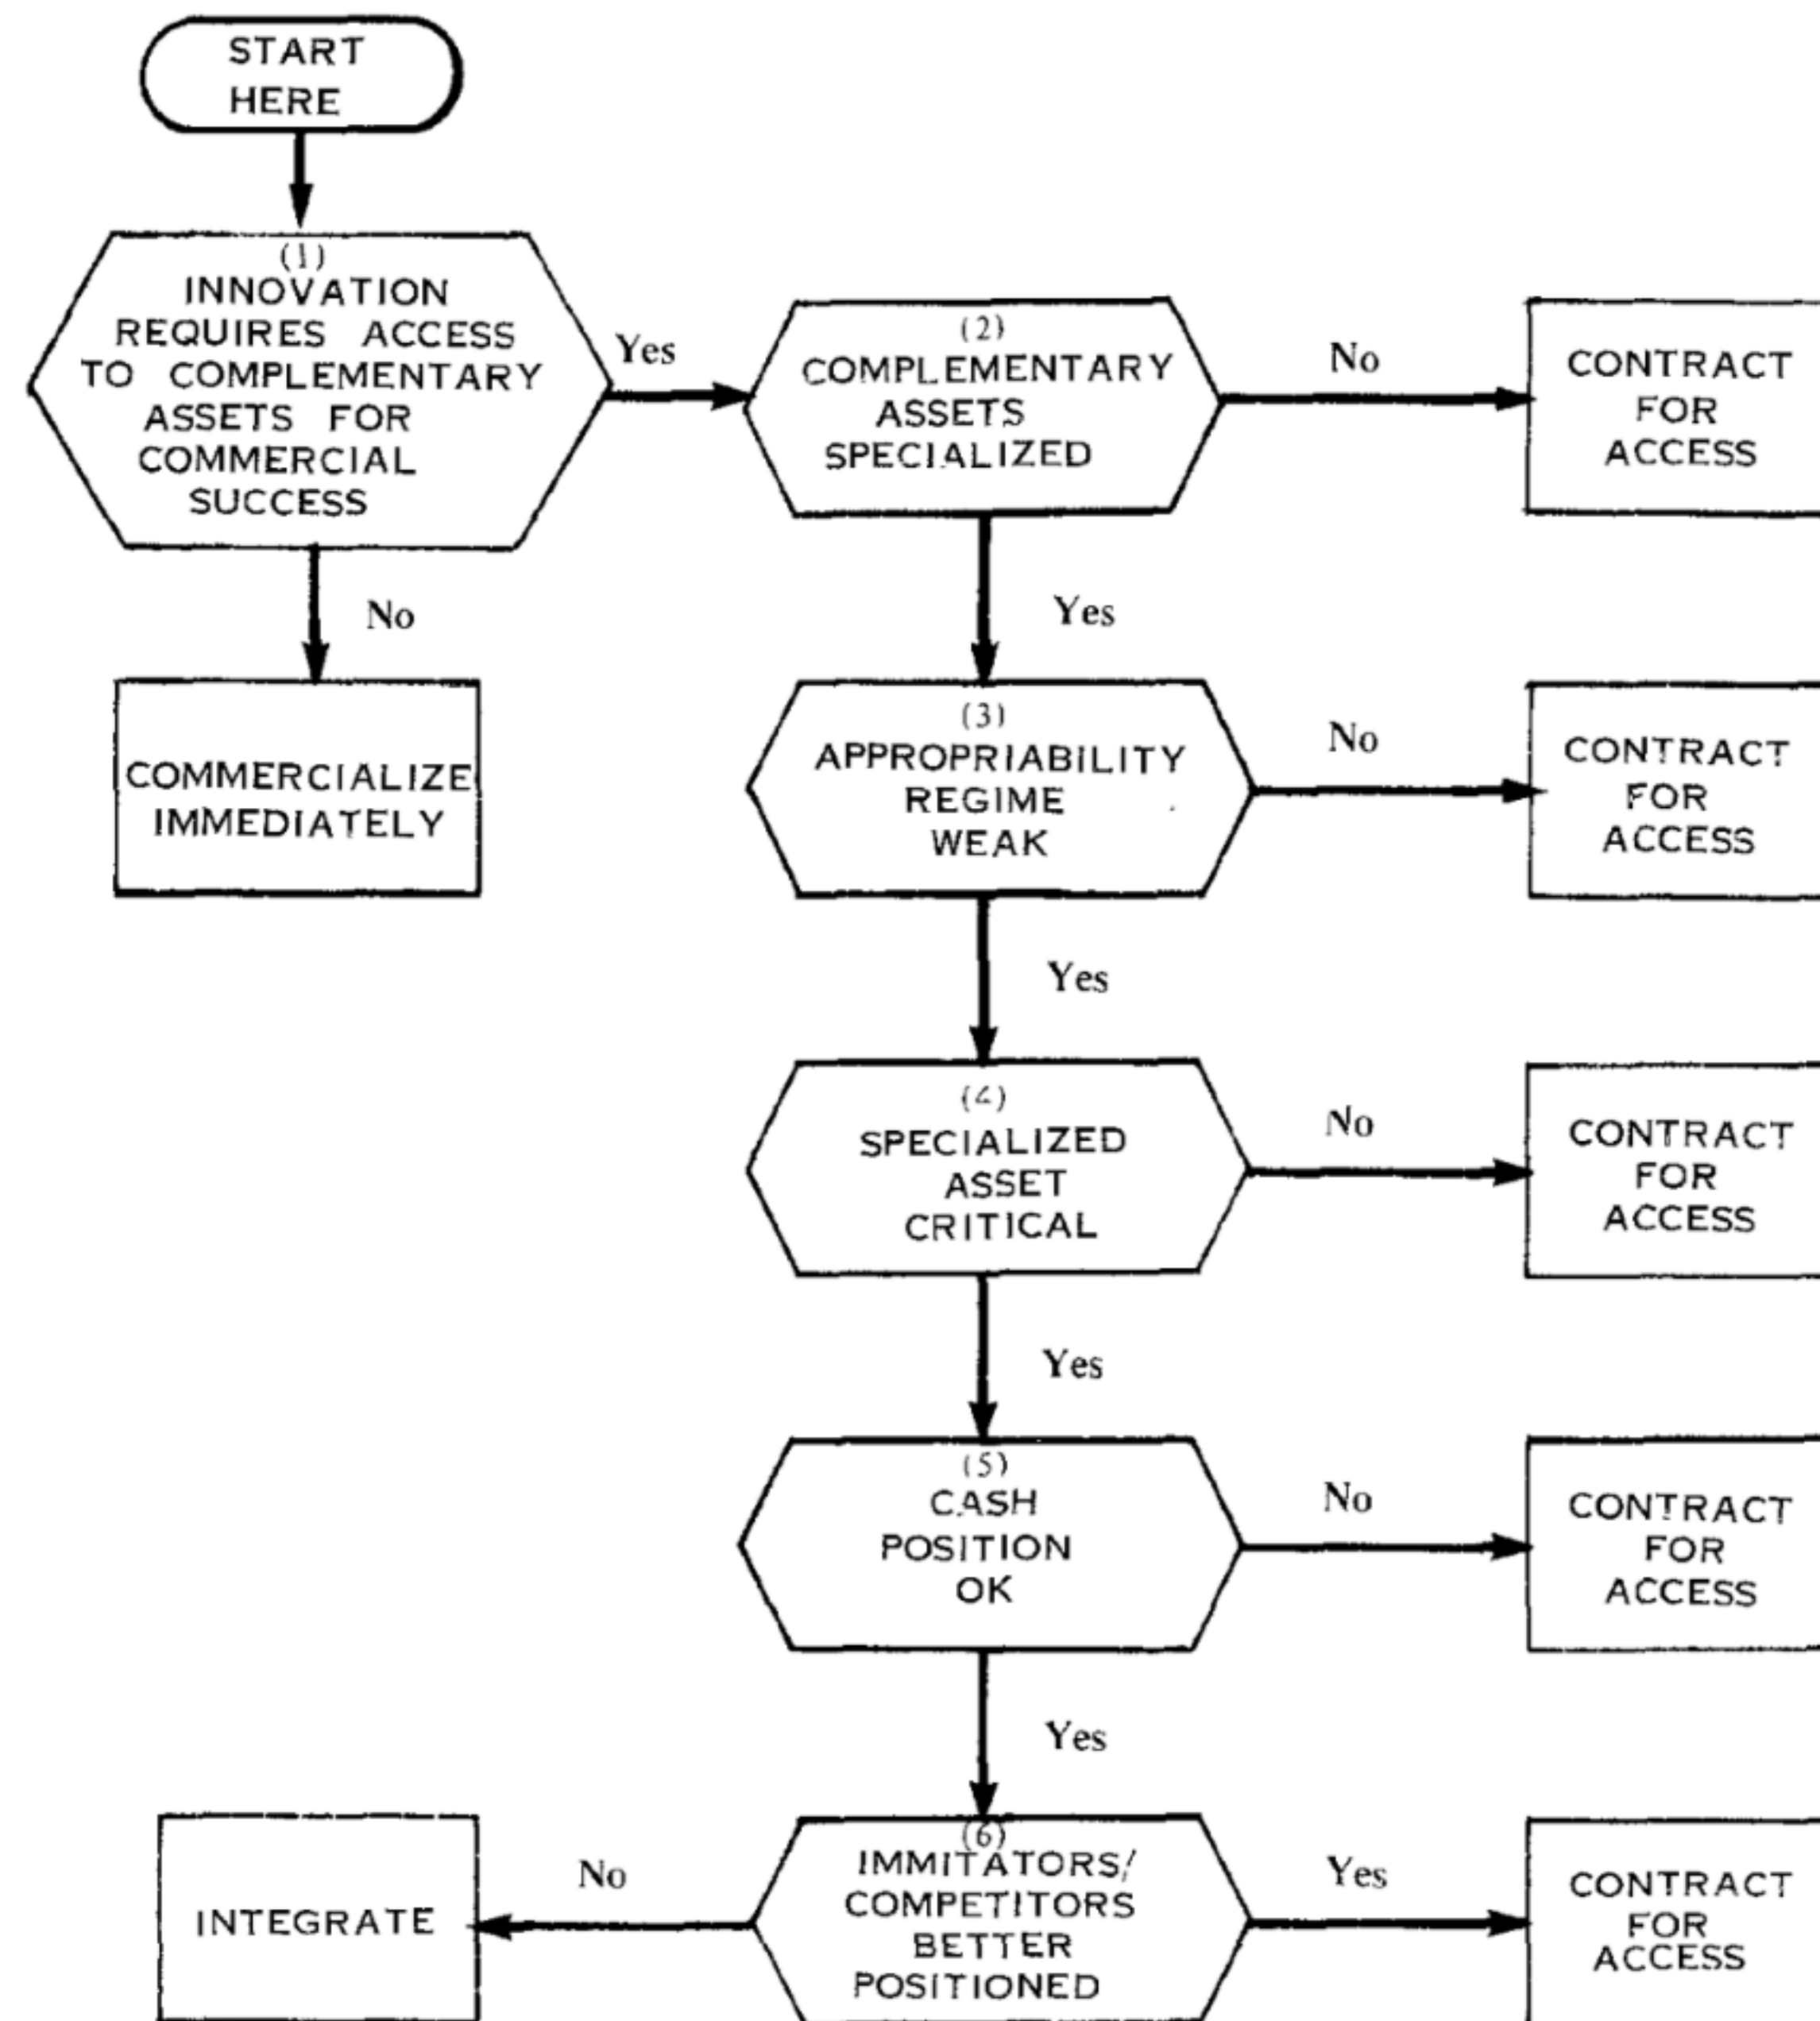 START
HERE
(1)
INNOVATION
REQUIRES ACCESS
TO COMPLEMENTARY
ASSETS FOR
COMMERCIAL
SUCCESS
Yes
(2)
COMPLEMENTARY
ASSETS
SPECIALIZED
No
CONTRACT
FOR
ACCESS
No
Yes
COMMERCIALIZE
IMMEDIATELY
(3)
APPROPRIABILITY
REGIME
WEAK
No
CONTRACT
FOR
ACCESS
Yes
(4)
SPECIALIZED
ASSET
CRITICAL
No
CONTRACT
FOR
ACCESS
Yes
(5)
CASH
POSITION
OK
No
CONTRACT
FOR
ACCESS
Yes
INTEGRATE
No
(6)
IMMITATORS/
COMPETITORS
BETTER
POSITIONED
Yes
CONTRACT
FOR
ACCESS